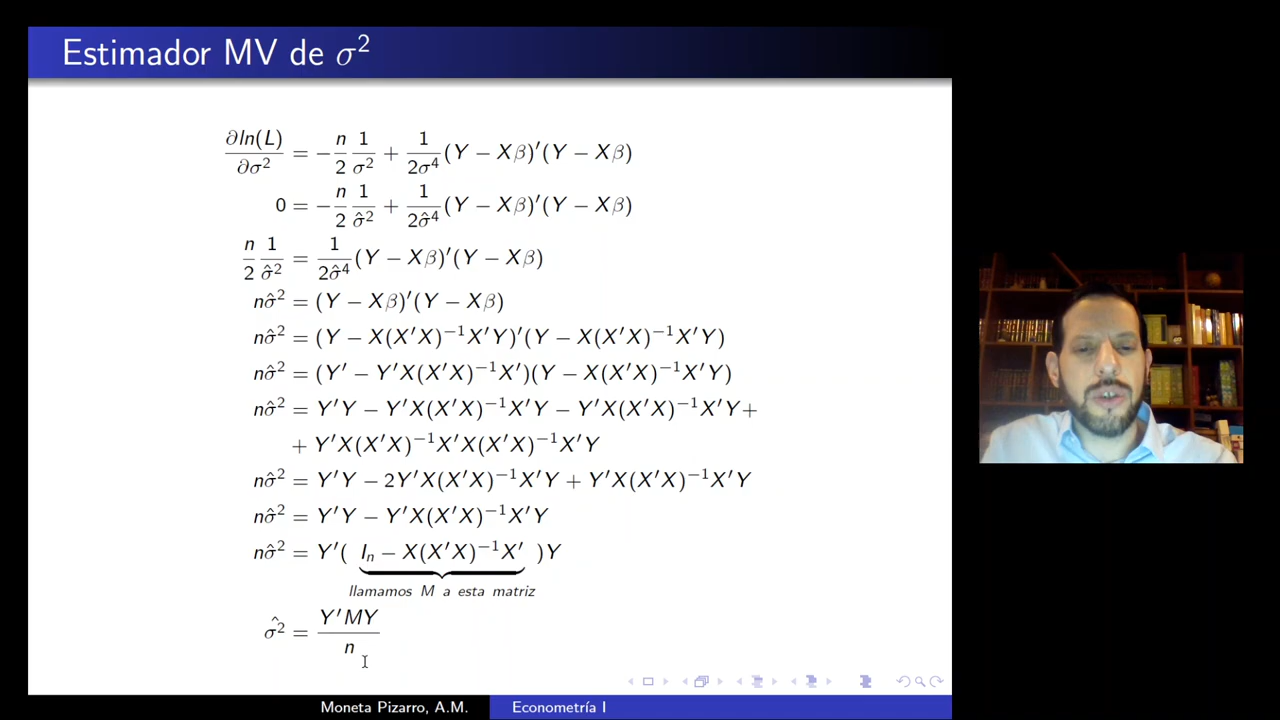 Estimador MV de σ²
∂ln(L)/∂σ² = −n/2 1/σ² + 1/2σ⁴ (Y − Xβ)′(Y − Xβ)
0 = −n/2 1/σ̂² + 1/2σ̂⁴ (Y − Xβ)′(Y − Xβ)
n/2 1/σ̂² = 1/2σ̂⁴ (Y − Xβ)′(Y − Xβ)
nσ̂² = (Y − Xβ)′(Y − Xβ)
nσ̂² = (Y − X(X′X)⁻¹X′Y)′(Y − X(X′X)⁻¹X′Y)
nσ̂² = (Y′ − Y′X(X′X)⁻¹X′)(Y − X(X′X)⁻¹X′Y)
nσ̂² = Y′Y − Y′X(X′X)⁻¹X′Y − Y′X(X′X)⁻¹X′Y+
+ Y′X(X′X)⁻¹X′X(X′X)⁻¹X′Y
nσ̂² = Y′Y − 2Y′X(X′X)⁻¹X′Y + Y′X(X′X)⁻¹X′Y
nσ̂² = Y′Y − Y′X(X′X)⁻¹X′Y
nσ̂² = Y′( Iₙ − X(X′X)⁻¹X′ )Y
llamamos M a esta matriz
σ̂² = Y′MY/n
Moneta Pizarro, A.M. Econometría I